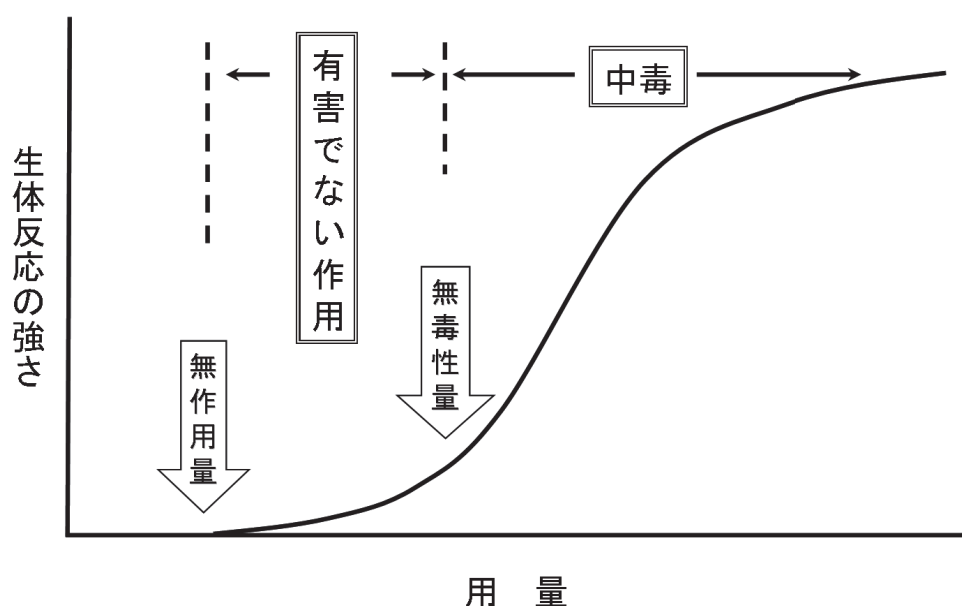 生体反応の強さ
無作用量
有害でない作用
無毒性量
中毒
用 量